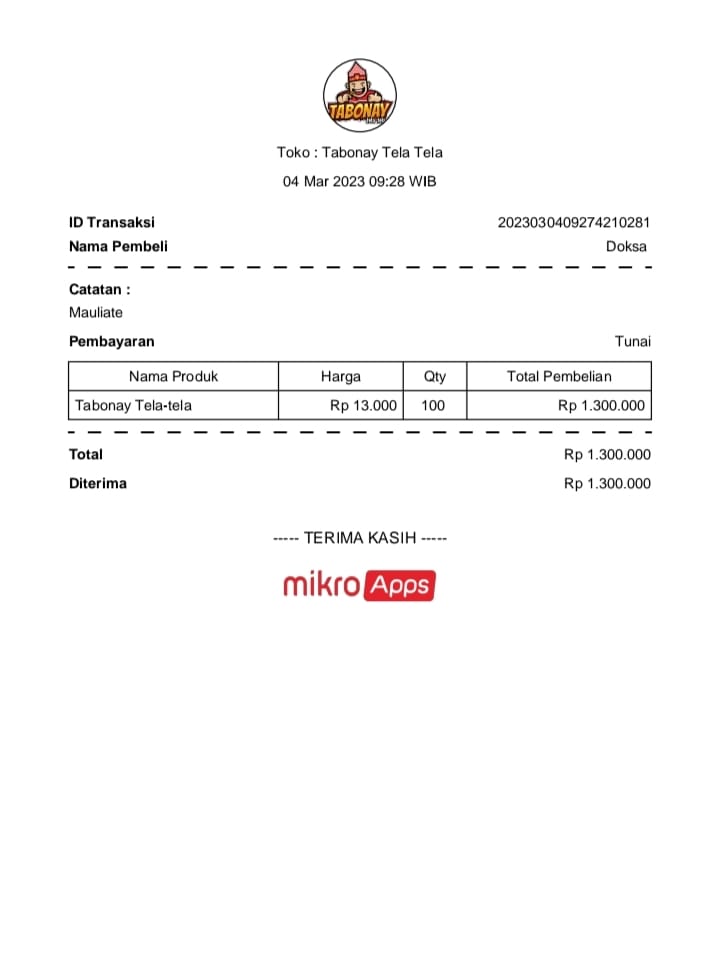 TABONAY
Toko : Tabonay Tela Tela
04 Mar 2023 09:28 WIB
ID Transaksi 2023030409274210281
Nama Pembeli Doksa
Catatan :
Mauliate
Pembayaran Tunai
Nama Produk Harga Qty Total Pembelian
Tabonay Tela-tela Rp 13.000 100 Rp 1.300.000
Total Rp 1.300.000
Diterima Rp 1.300.000
----- TERIMA KASIH -----
mikro Apps